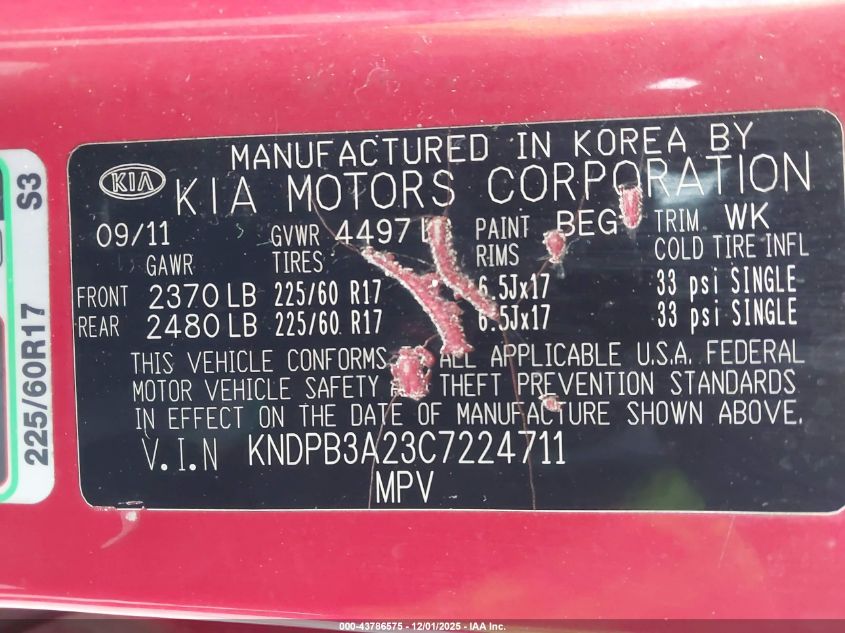 MANUFACTURED IN KOREA BY
KIA KIA MOTORS CORPORATION
09/11 GVWR 4497 PAINT BEG TRIM WK
GAWR TIRES RIMS COLD TIRE INFL
FRONT 2370 LB 225/60 R17 6.5Jx17 33 psi SINGLE
REAR 2480 LB 225/60 R17 6.5Jx17 33 psi SINGLE
THIS VEHICLE CONFORMS ALL APPLICABLE U.S.A. FEDERAL
MOTOR VEHICLE SAFETY THEFT PREVENTION STANDARDS
IN EFFECT ON THE DATE OF MANUFACTURE SHOWN ABOVE.
V.I.N KNDPB3A23C7224711
MPV
225/60R17 S3
000-43786575 - 12/01/2025 - IAA Inc.